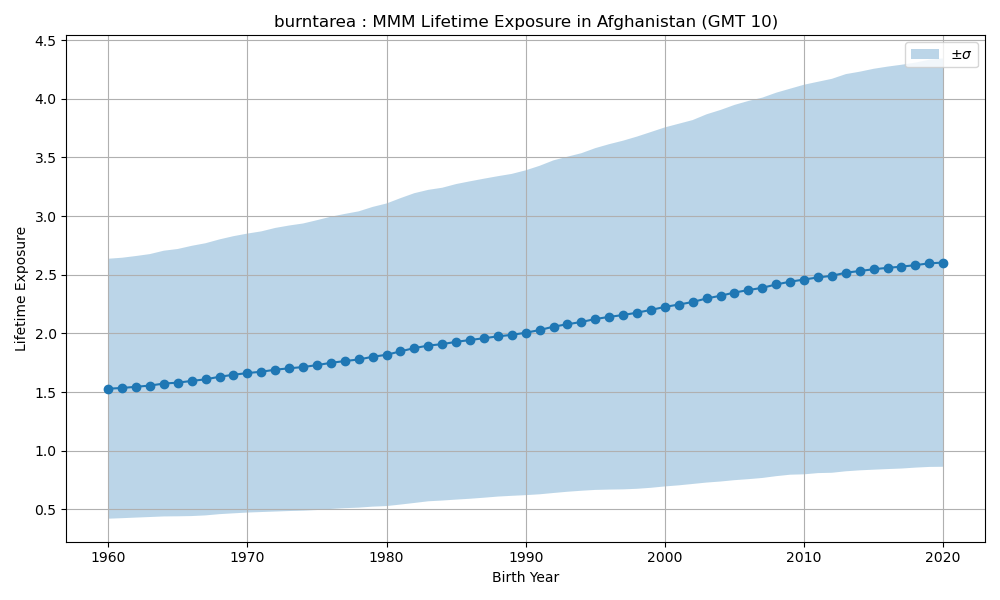 burntarea : MMM Lifetime Exposure in Afghanistan (GMT 10)
±σ
Lifetime Exposure
4.5
4.0
3.5
3.0
2.5
2.0
1.5
1.0
0.5
1960 1970 1980 1990 2000 2010 2020
Birth Year